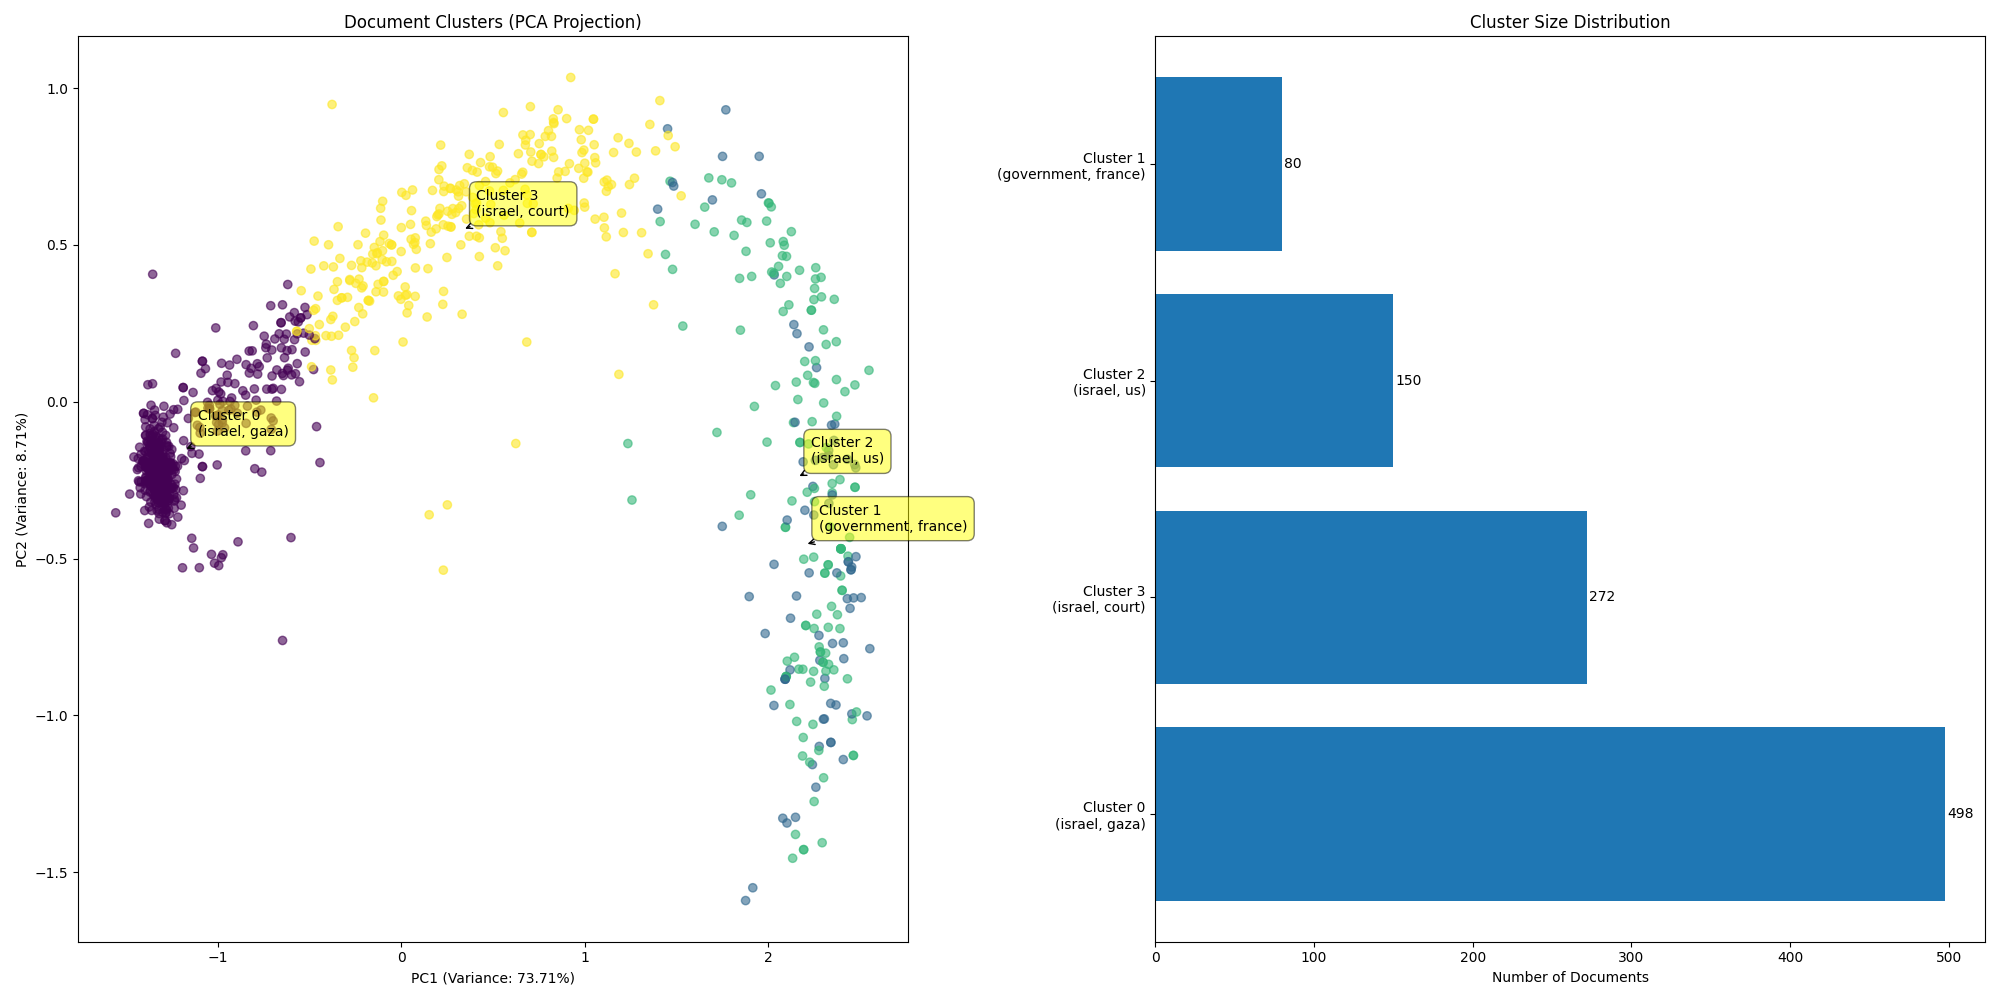 Document Clusters (PCA Projection)
1.0
0.5
0.0
−0.5
−1.0
−1.5
PC2 (Variance: 8.71%)
Cluster 3
(israel, court)
Cluster 0
(israel, gaza)
Cluster 2
(israel, us)
Cluster 1
(government, france)
−1
0
1
2
PC1 (Variance: 73.71%)
Cluster Size Distribution
Cluster 1
(government, france)
80
Cluster 2
(israel, us)
150
Cluster 3
(israel, court)
272
Cluster 0
(israel, gaza)
498
0
100
200
300
400
500
Number of Documents